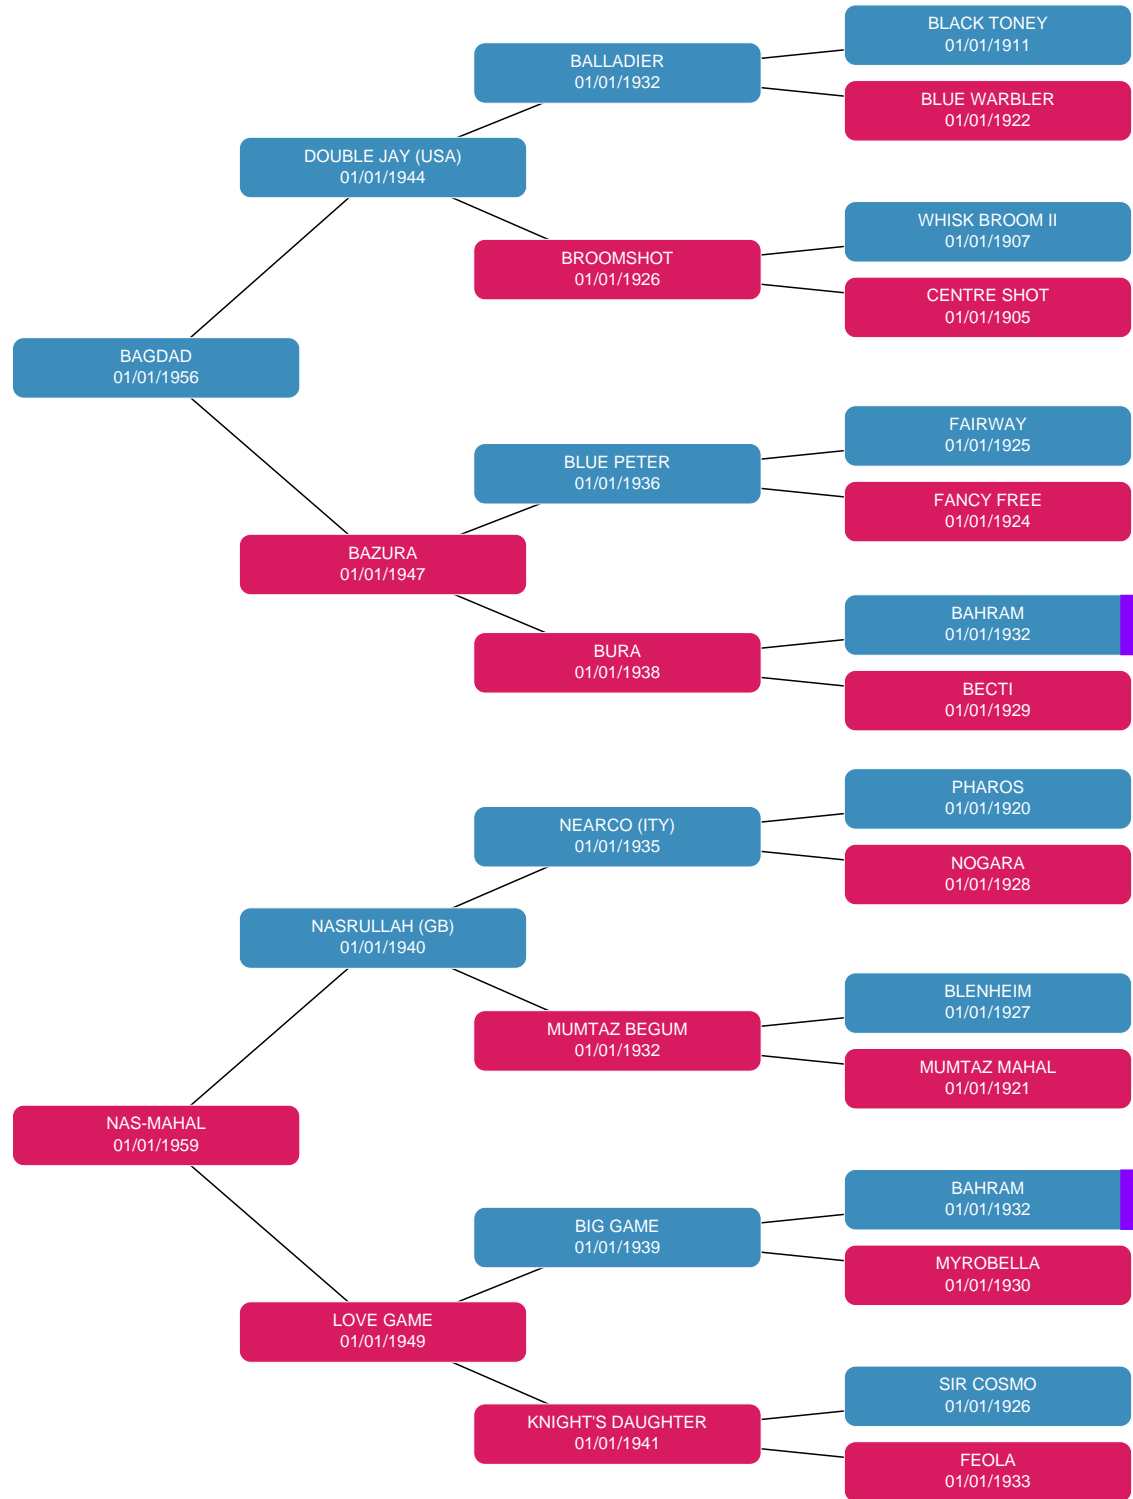 BLACK TONEY
01/01/1911
BALLADIER
01/01/1932
BLUE WARBLER
01/01/1922
DOUBLE JAY (USA)
01/01/1944
WHISK BROOM II
01/01/1907
BROOMSHOT
01/01/1926
CENTRE SHOT
01/01/1905
BAGDAD
01/01/1956
FAIRWAY
01/01/1925
BLUE PETER
01/01/1936
FANCY FREE
01/01/1924
BAZURA
01/01/1947
BAHRAM
01/01/1932
BURA
01/01/1938
BECTI
01/01/1929
PHAROS
01/01/1920
NEARCO (ITY)
01/01/1935
NOGARA
01/01/1928
NASRULLAH (GB)
01/01/1940
BLENHEIM
01/01/1927
MUMTAZ BEGUM
01/01/1932
MUMTAZ MAHAL
01/01/1921
NAS-MAHAL
01/01/1959
BAHRAM
01/01/1932
BIG GAME
01/01/1939
MYROBELLA
01/01/1930
LOVE GAME
01/01/1949
SIR COSMO
01/01/1926
KNIGHT'S DAUGHTER
01/01/1941
FEOLA
01/01/1933